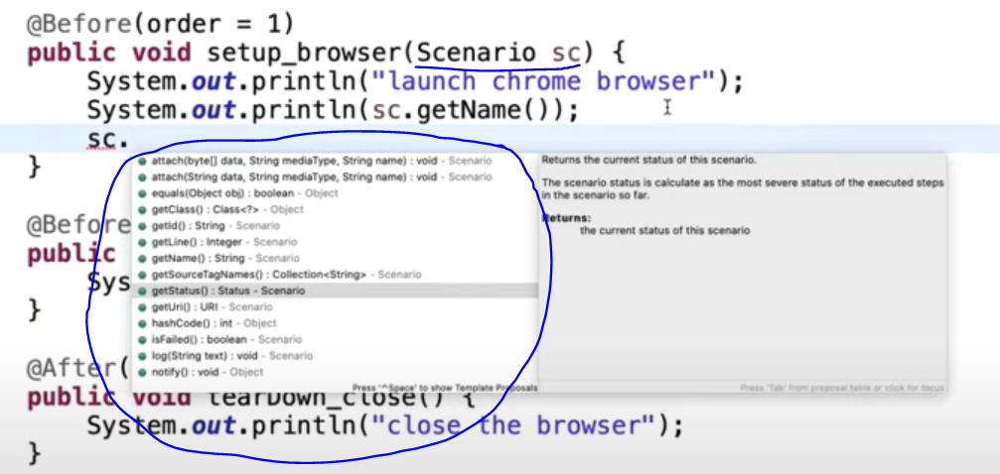 @Before(order = 1)
public void setup_browser(Scenario sc) {
System.out.println("launch chrome browser");
System.out.println(sc.getName());
sc.
}
attach(byte[] data, String mediaType, String name) : void - Scenario
attach(String data, String mediaType, String name) : void - Scenario
equals(Object obj) : boolean - Object
getClass() : Class<?> - Object
getId() : String - Scenario
getLine() : Integer - Scenario
getName() : String - Scenario
getSourceTagNames() : Collection<String> - Scenario
getStatus() : Status - Scenario
getUri() : URI - Scenario
hashCode() : int - Object
isFailed() : boolean - Scenario
log(String text) : void - Scenario
notify() : void - Object
Press '^Space' to show Template Proposals
Returns the current status of this scenario.
The scenario status is calculate as the most severe status of the executed steps
in the scenario so far.
Returns:
the current status of this scenario
Press 'Tab' from proposal table or click for focus
@Before
public
Sys
}
@After(
public void tearDown_close() {
System.out.println("close the browser");
}